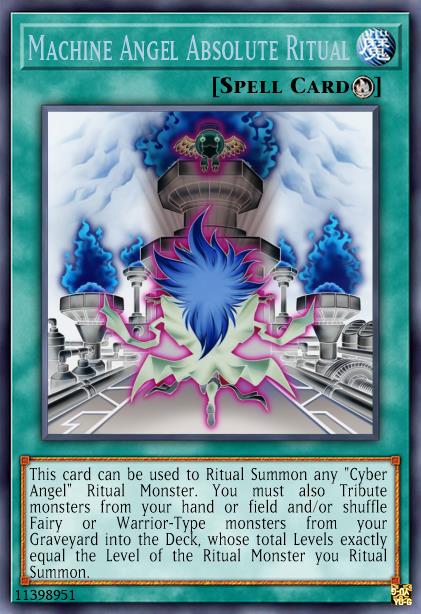 Machine Angel Absolute Ritual
[Spell Card]
This card can be used to Ritual Summon any "Cyber
Angel" Ritual Monster. You must also Tribute
monsters from your hand or field and/or shuffle
Fairy or Warrior-Type monsters from your
Graveyard into the Deck, whose total Levels exactly
equal the Level of the Ritual Monster you Ritual
Summon.
11398951